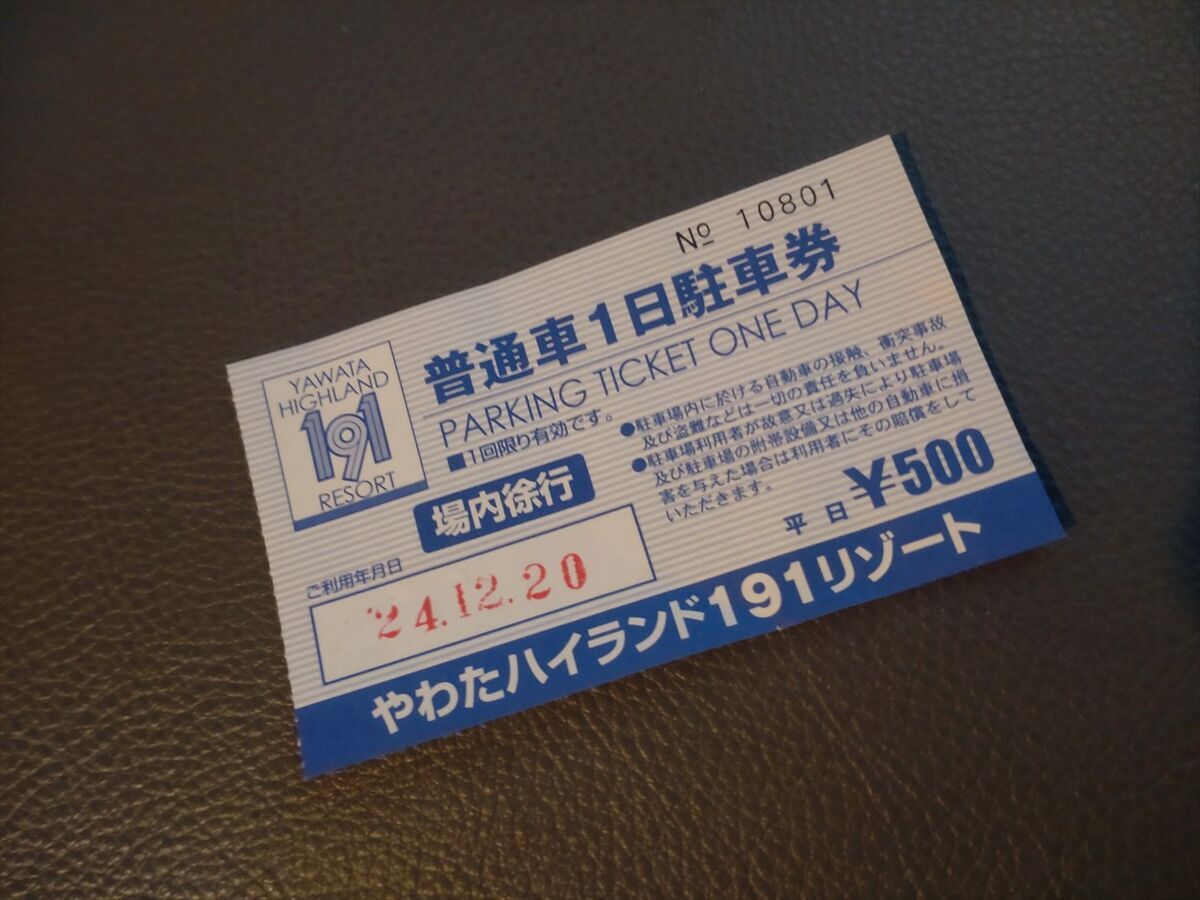 № 10801
普通車1日駐車券
PARKING TICKET ONE DAY
YAWATA
HIGHLAND
191
RESORT
■1回限り有効です。
場内徐行
●駐車場内に於ける自動車の接触、衝突事故
及び盗難などは一切の責任を負いません。
●駐車場利用者が故意又は過失により駐車場
及び駐車場の附帯設備又は他の自動車に損
害を与えた場合は利用者にその賠償をして
いただきます。
平日 ¥500
ご利用年月日
'24.12.20
やわたハイランド191リゾート